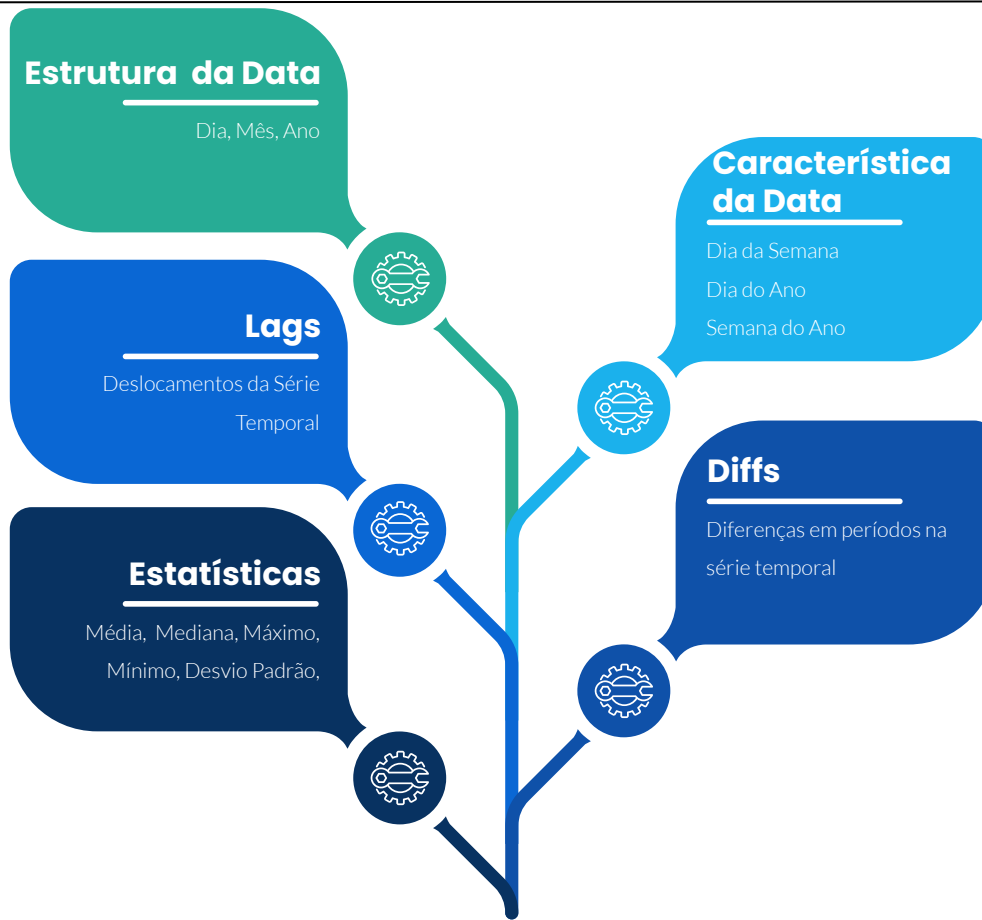 Estrutura da Data
Dia, Mês, Ano
Característica
da Data
Dia da Semana
Dia do Ano
Semana do Ano
Lags
Deslocamentos da Série
Temporal
Diffs
Diferenças em períodos na
série temporal
Estatísticas
Média, Mediana, Máximo,
Mínimo, Desvio Padrão,